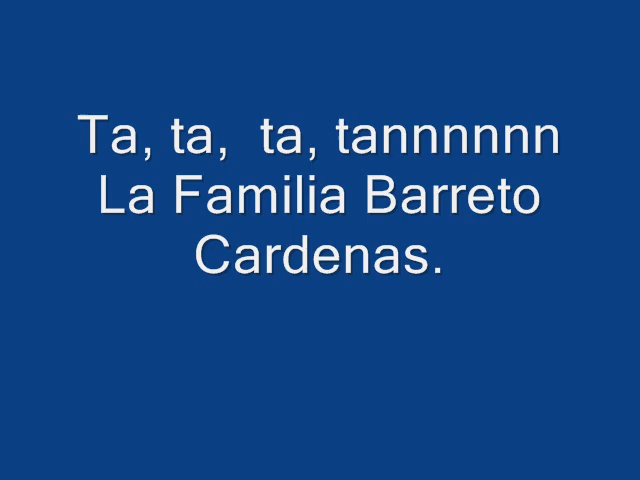 Ta, ta,  ta, tannnnnn
La Familia Barreto
Cardenas.